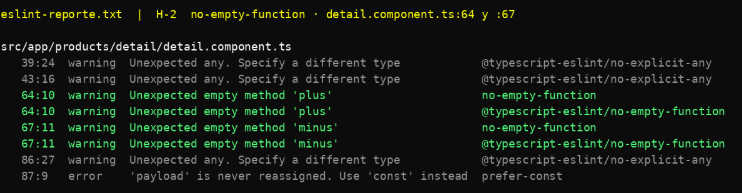 eslint-reporte.txt  |  H-2  no-empty-function · detail.component.ts:64 y :67
src/app/products/detail/detail.component.ts
39:24  warning  Unexpected any. Specify a different type  @typescript-eslint/no-explicit-any
43:16  warning  Unexpected any. Specify a different type  @typescript-eslint/no-explicit-any
64:10  warning  Unexpected empty method 'plus'  no-empty-function
64:10  warning  Unexpected empty method 'plus'  @typescript-eslint/no-empty-function
67:11  warning  Unexpected empty method 'minus'  no-empty-function
67:11  warning  Unexpected empty method 'minus'  @typescript-eslint/no-empty-function
86:27  warning  Unexpected any. Specify a different type  @typescript-eslint/no-explicit-any
87:9  error  'payload' is never reassigned. Use 'const' instead  prefer-const